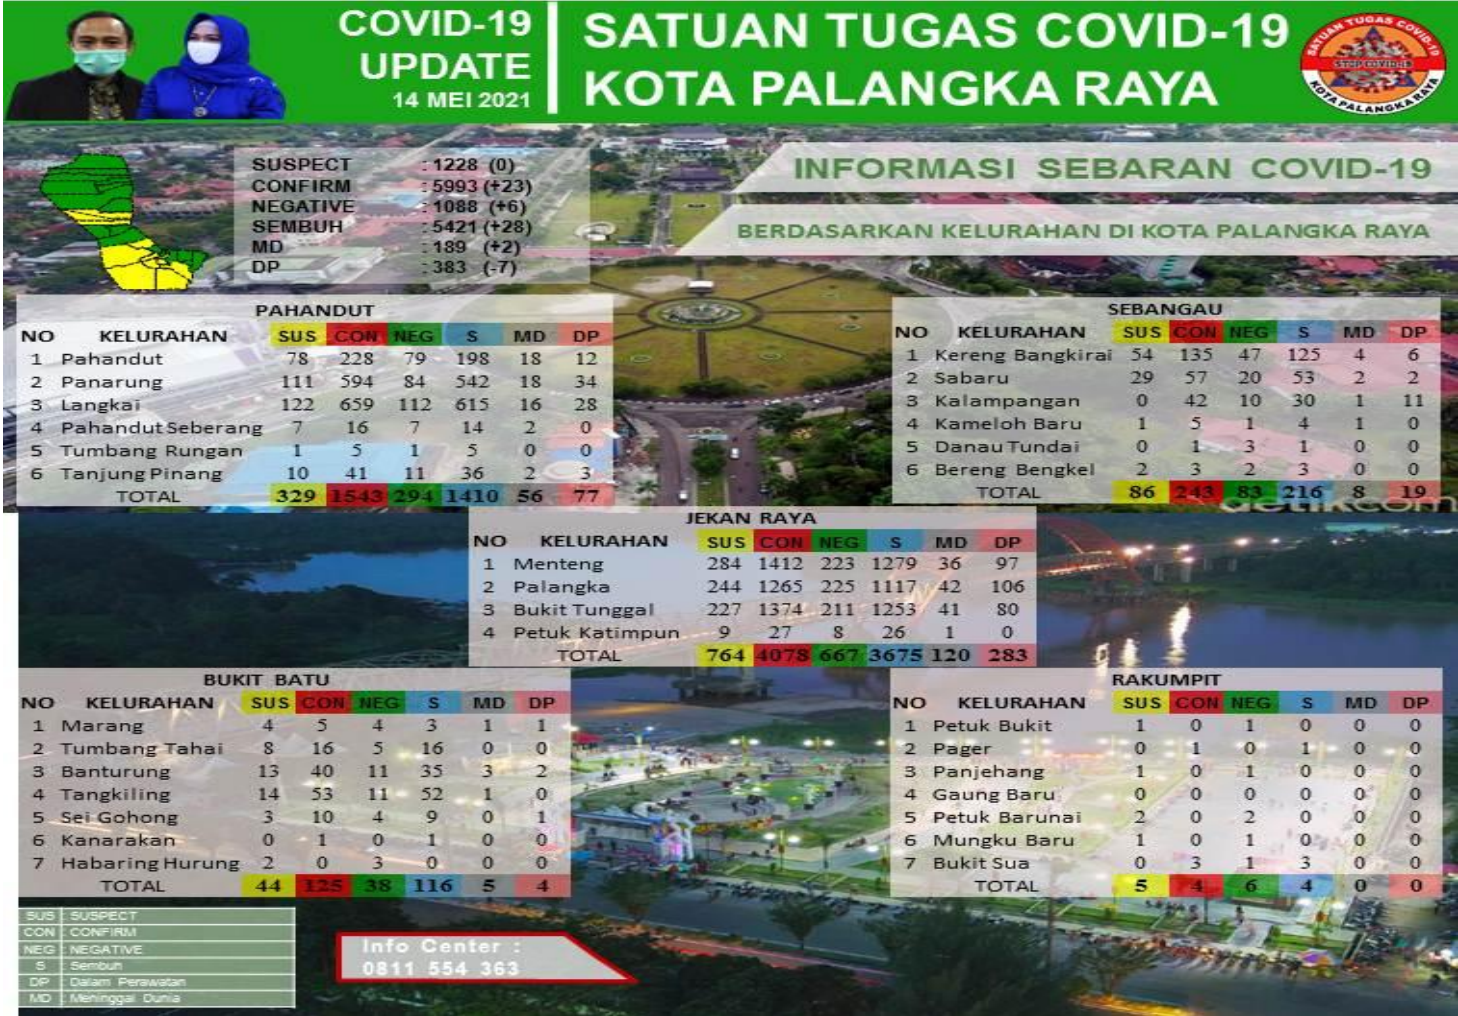 COVID-19
UPDATE
14 MEI 2021
SATUAN TUGAS COVID-19
KOTA PALANGKA RAYA
SATUAN TUGAS COVID-19
STOP COVID-19
KOTA PALANGKA RAYA
SUSPECT : 1228 (0)
CONFIRM : 5993 (+23)
NEGATIVE : 1088 (+6)
SEMBUH : 5421 (+28)
MD : 189 (+2)
DP : 383 (-7)
INFORMASI SEBARAN COVID-19
BERDASARKAN KELURAHAN DI KOTA PALANGKA RAYA
PAHANDUT
NO KELURAHAN SUS CON NEG S MD DP
1 Pahandut 78 228 79 198 18 12
2 Panarung 111 594 84 542 18 34
3 Langkai 122 659 112 615 16 28
4 Pahandut Seberang 7 16 7 14 2 0
5 Tumbang Rungan 1 5 1 5 0 0
6 Tanjung Pinang 10 41 11 36 2 3
TOTAL 329 1543 294 1410 56 77
SEBANGAU
NO KELURAHAN SUS CON NEG S MD DP
1 Kereng Bangkirai 54 135 47 125 4 6
2 Sabaru 29 57 20 53 2 2
3 Kalampangan 0 42 10 30 1 11
4 Kameloh Baru 1 5 1 4 1 0
5 Danau Tundai 0 1 3 1 0 0
6 Bereng Bengkel 2 3 2 3 0 0
TOTAL 86 243 83 216 8 19
detikcom
JEKAN RAYA
NO KELURAHAN SUS CON NEG S MD DP
1 Menteng 284 1412 223 1279 36 97
2 Palangka 244 1265 225 1117 42 106
3 Bukit Tunggal 227 1374 211 1253 41 80
4 Petuk Katimpun 9 27 8 26 1 0
TOTAL 764 4078 667 3675 120 283
BUKIT BATU
NO KELURAHAN SUS CON NEG S MD DP
1 Marang 4 5 4 3 1 1
2 Tumbang Tahai 8 16 5 16 0 0
3 Banturung 13 40 11 35 3 2
4 Tangkiling 14 53 11 52 1 0
5 Sei Gohong 3 10 4 9 0 1
6 Kanarakan 0 1 0 1 0 0
7 Habaring Hurung 2 0 3 0 0 0
TOTAL 44 125 38 116 5 4
RAKUMPIT
NO KELURAHAN SUS CON NEG S MD DP
1 Petuk Bukit 1 0 1 0 0 0
2 Pager 0 1 0 1 0 0
3 Panjehang 1 0 1 0 0 0
4 Gaung Baru 0 0 0 0 0 0
5 Petuk Barunai 2 0 2 0 0 0
6 Mungku Baru 1 0 1 0 0 0
7 Bukit Sua 0 3 1 3 0 0
TOTAL 5 4 6 4 0 0
SUS : SUSPECT
CON : CONFIRM
NEG : NEGATIVE
S : Sembuh
DP : Dalam Perawatan
MD : Meninggal Dunia
Info Center :
0811 554 363